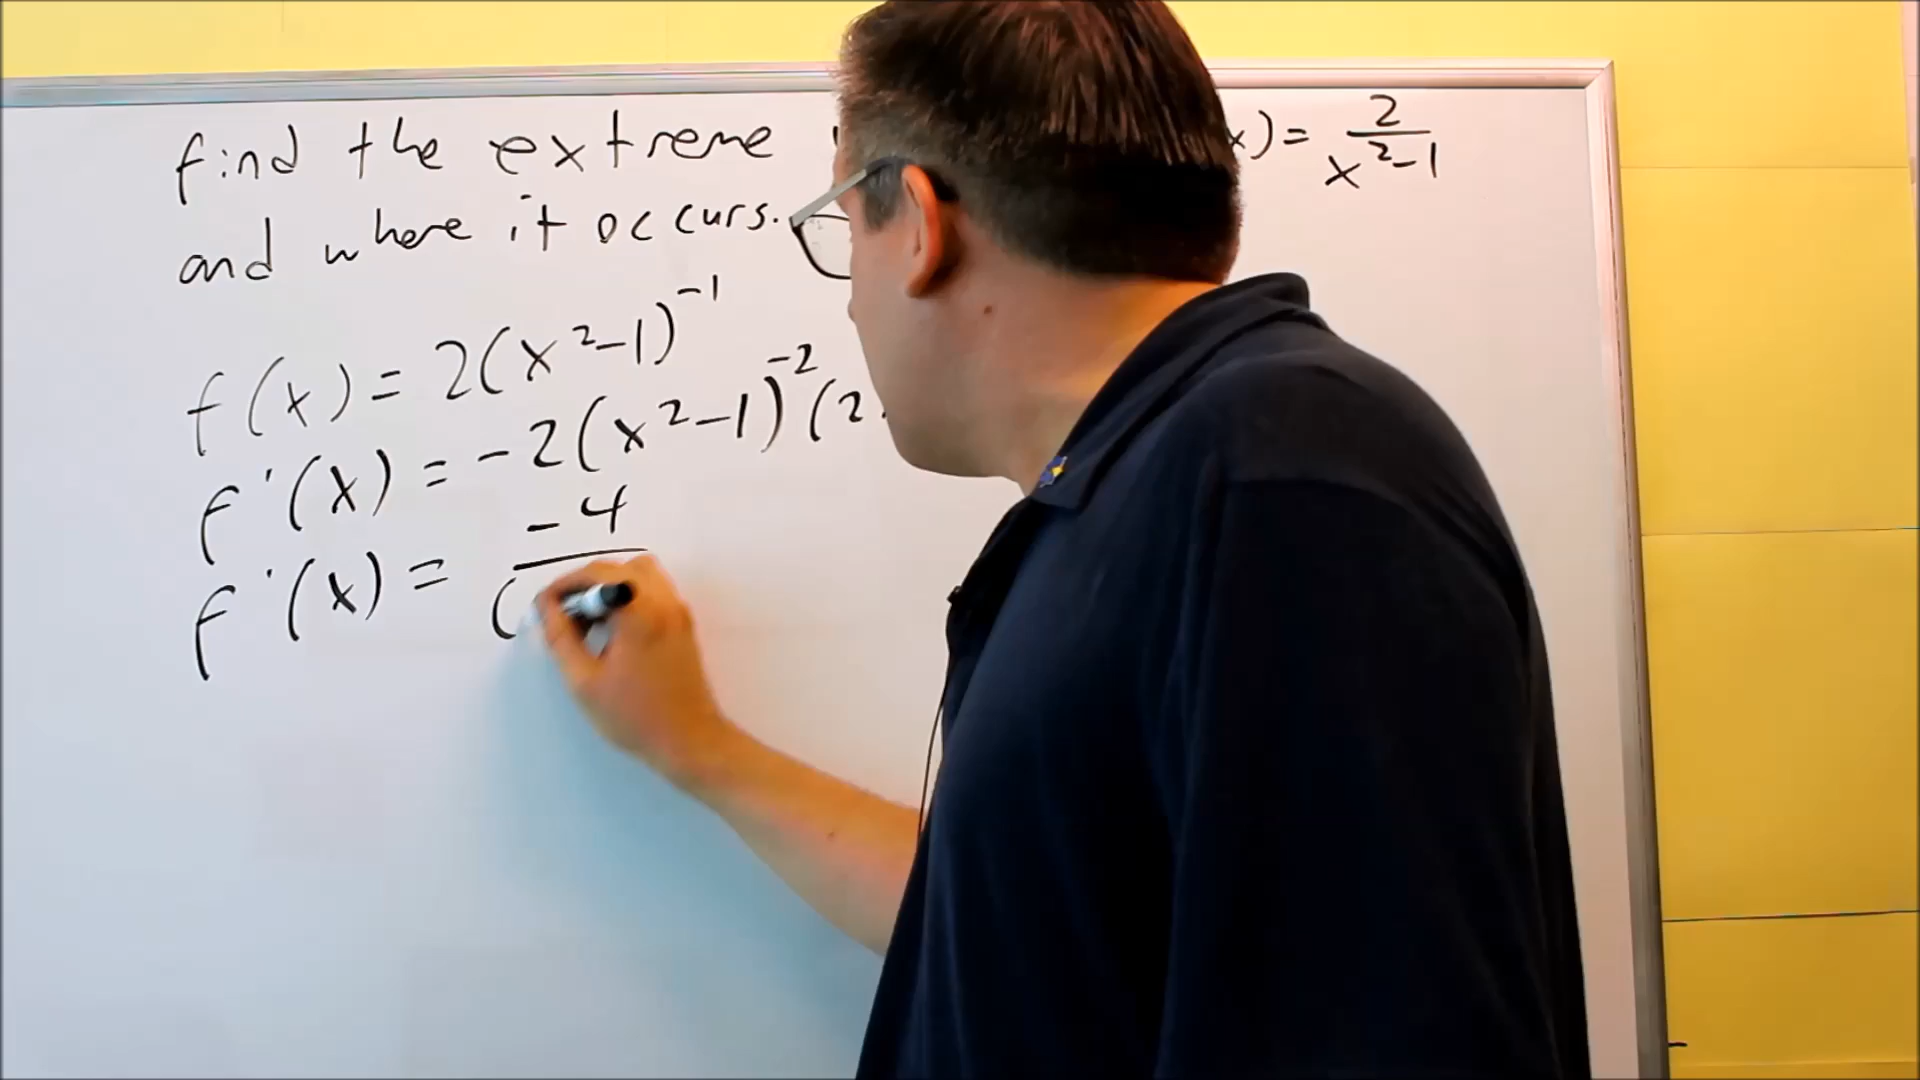 find the extreme x) = 2/(x²-1)
and where it occurs.
f(x) = 2(x²-1)⁻¹
f'(x) = -2(x²-1)⁻²(2
f'(x) = -4/(